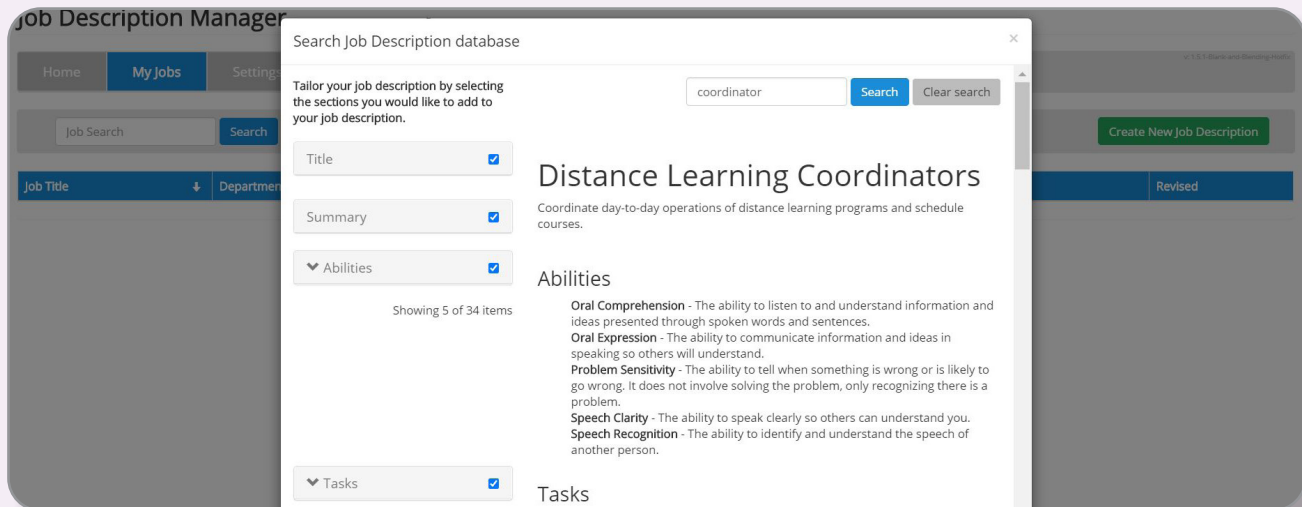 Job Description Manager
Home
My Jobs
Settings
Job Search
Search
Create New Job Description
Job Title
Revised
Search Job Description database
×
Tailor your job description by selecting
the sections you would like to add to
your job description.
coordinator
Search
Clear search
Title
Summary
Abilities
Showing 5 of 34 items
Tasks
Distance Learning Coordinators
Coordinate day-to-day operations of distance learning programs and schedule
courses.
Abilities
Oral Comprehension - The ability to listen to and understand information and
ideas presented through spoken words and sentences.
Oral Expression - The ability to communicate information and ideas in
speaking so others will understand.
Problem Sensitivity - The ability to tell when something is wrong or is likely to
go wrong. It does not involve solving the problem, only recognizing there is a
problem.
Speech Clarity - The ability to speak clearly so others can understand you.
Speech Recognition - The ability to identify and understand the speech of
another person.
Tasks